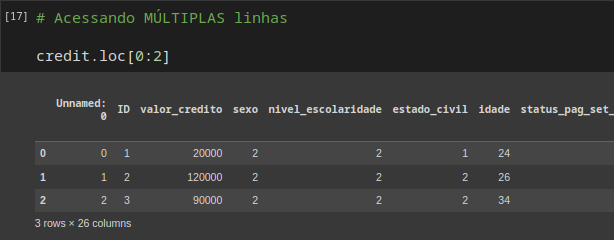 [17] # Acessando MÚLTIPLAS linhas
credit.loc[0:2]
Unnamed: 0 ID valor_credito sexo nivel_escolaridade estado_civil idade status_pag_set_
0 0 1 20000 2 2 1 24
1 1 2 120000 2 2 2 26
2 2 3 90000 2 2 2 34
3 rows × 26 columns